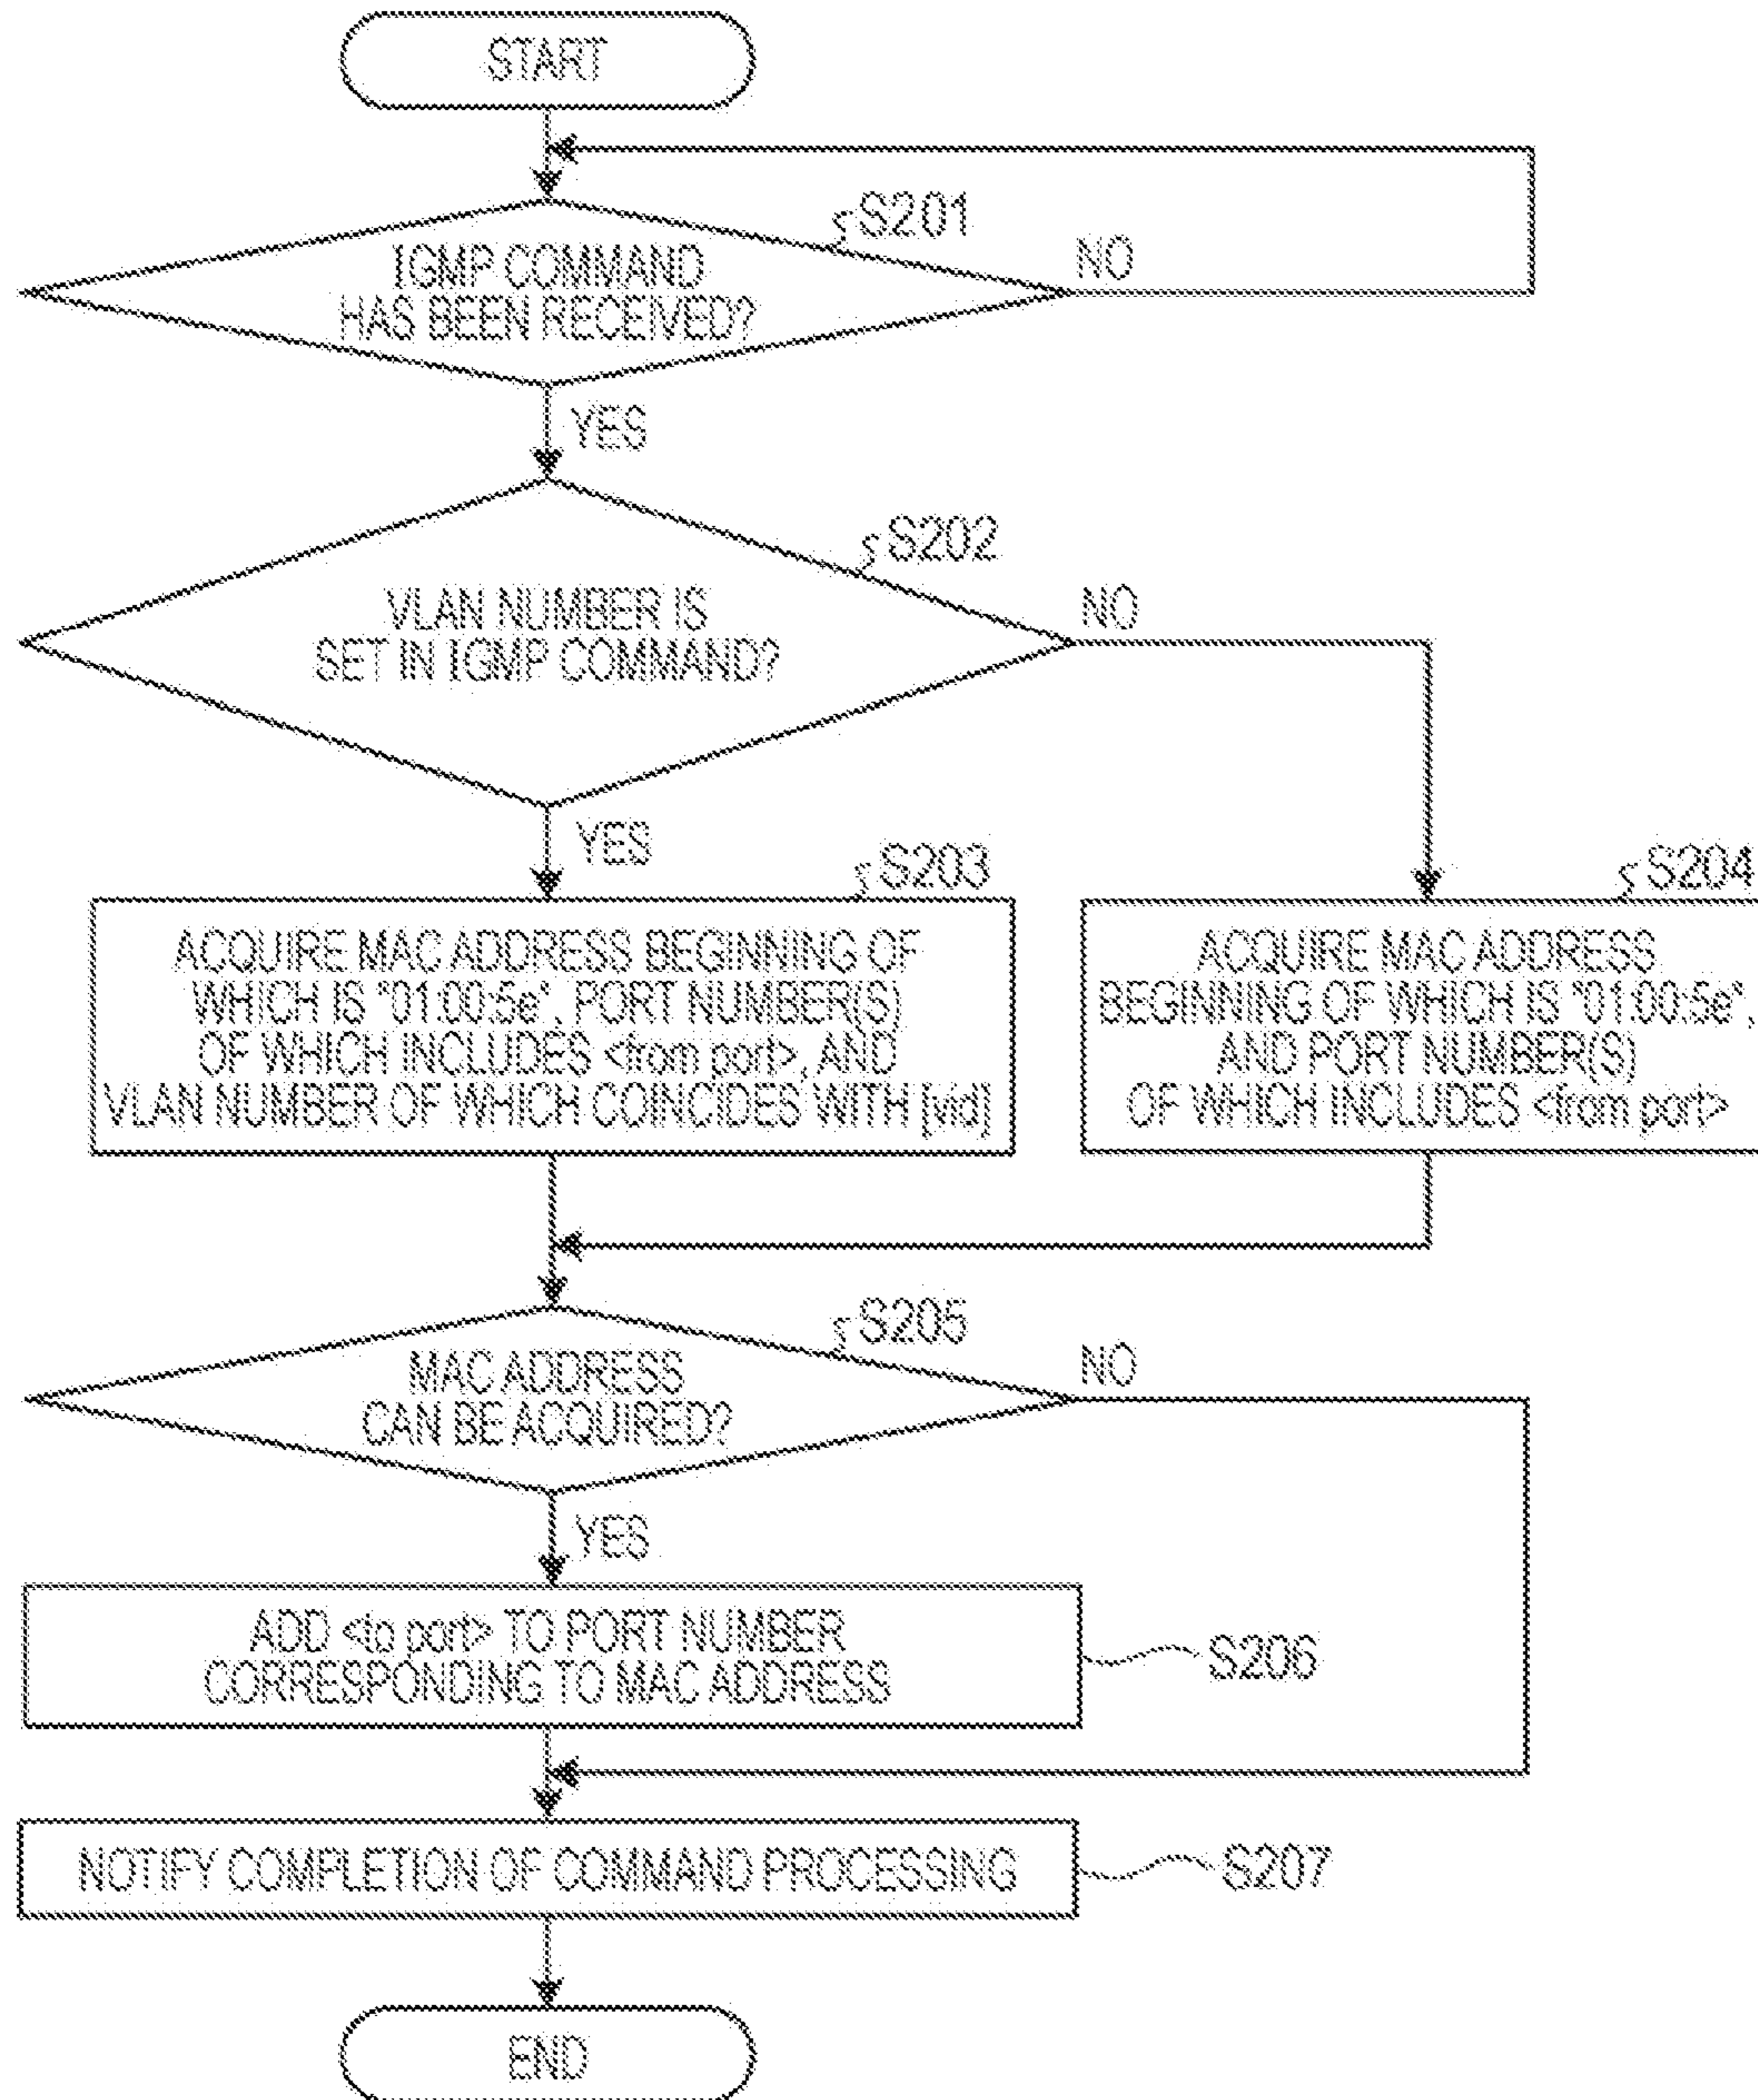 START
S201
IGMP COMMAND
HAS BEEN RECEIVED?
NO
YES
S202
VLAN NUMBER IS
SET IN IGMP COMMAND?
NO
YES
S203
ACQUIRE MAC ADDRESS BEGINNING OF
WHICH IS "01:00:5e", PORT NUMBER(S)
OF WHICH INCLUDES <from port>, AND
VLAN NUMBER OF WHICH COINCIDES WITH [vid]
S204
ACQUIRE MAC ADDRESS
BEGINNING OF WHICH IS "01:00:5e",
AND PORT NUMBER(S)
OF WHICH INCLUDES <from port>
S205
MAC ADDRESS
CAN BE ACQUIRED?
NO
YES
ADD <to port> TO PORT NUMBER
CORRESPONDING TO MAC ADDRESS
S206
NOTIFY COMPLETION OF COMMAND PROCESSING
S207
END